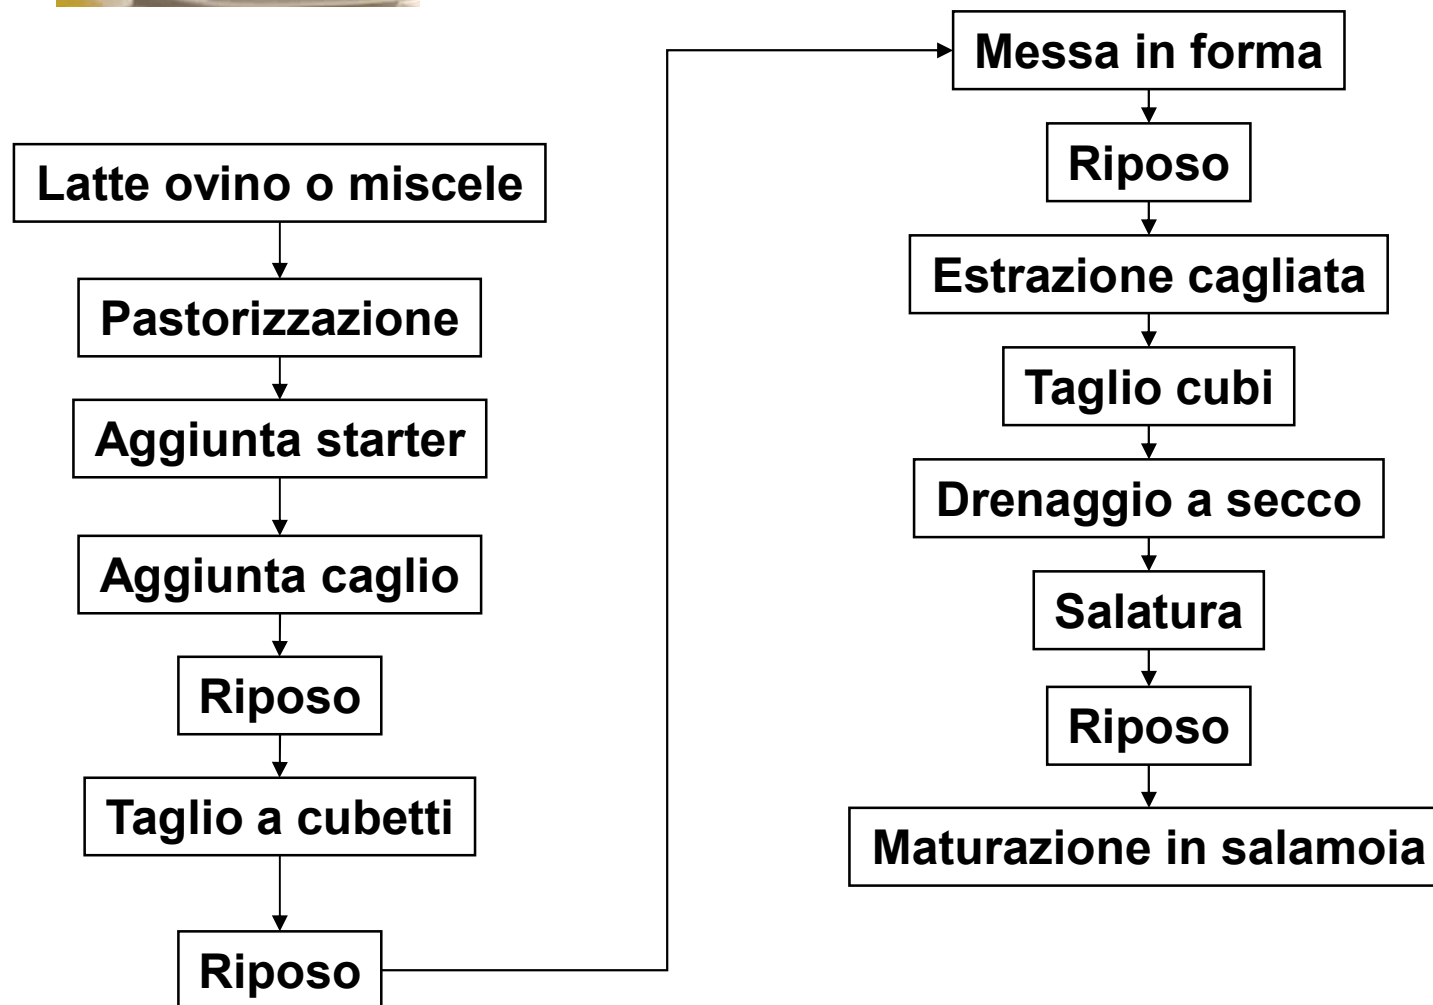 Latte ovino o miscele
Pastorizzazione
Aggiunta starter
Aggiunta caglio
Riposo
Taglio a cubetti
Riposo
Messa in forma
Riposo
Estrazione cagliata
Taglio cubi
Drenaggio a secco
Salatura
Riposo
Maturazione in salamoia